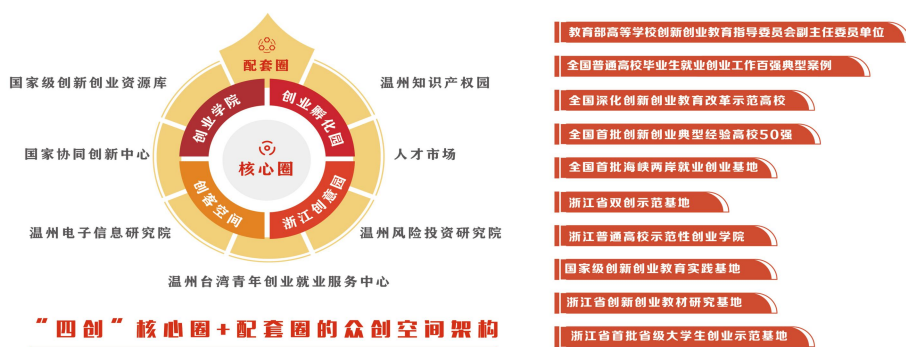 配套圈
创业学院
创业孵化园
核心圈
创客空间
浙江创意园
国家级创新创业资源库
温州知识产权园
国家协同创新中心
人才市场
温州电子信息研究院
温州风险投资研究院
温州台湾青年创业就业服务中心
"四创"核心圈+配套圈的众创空间架构
教育部高等学校创新创业教育指导委员会副主任委员单位
全国普通高校毕业生就业创业工作百强典型案例
全国深化创新创业教育改革示范高校
全国首批创新创业典型经验高校50强
全国首批海峡两岸就业创业基地
浙江省双创示范基地
浙江普通高校示范性创业学院
国家级创新创业教育实践基地
浙江省创新创业教材研究基地
浙江省首批省级大学生创业示范基地